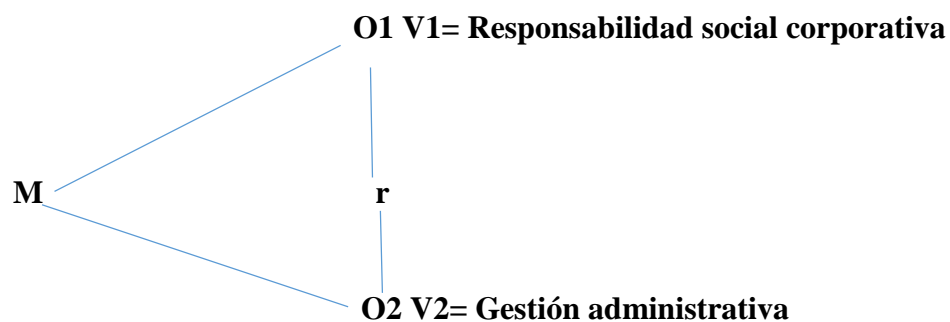 O1 V1= Responsabilidad social corporativa
M
r
O2 V2= Gestión administrativa